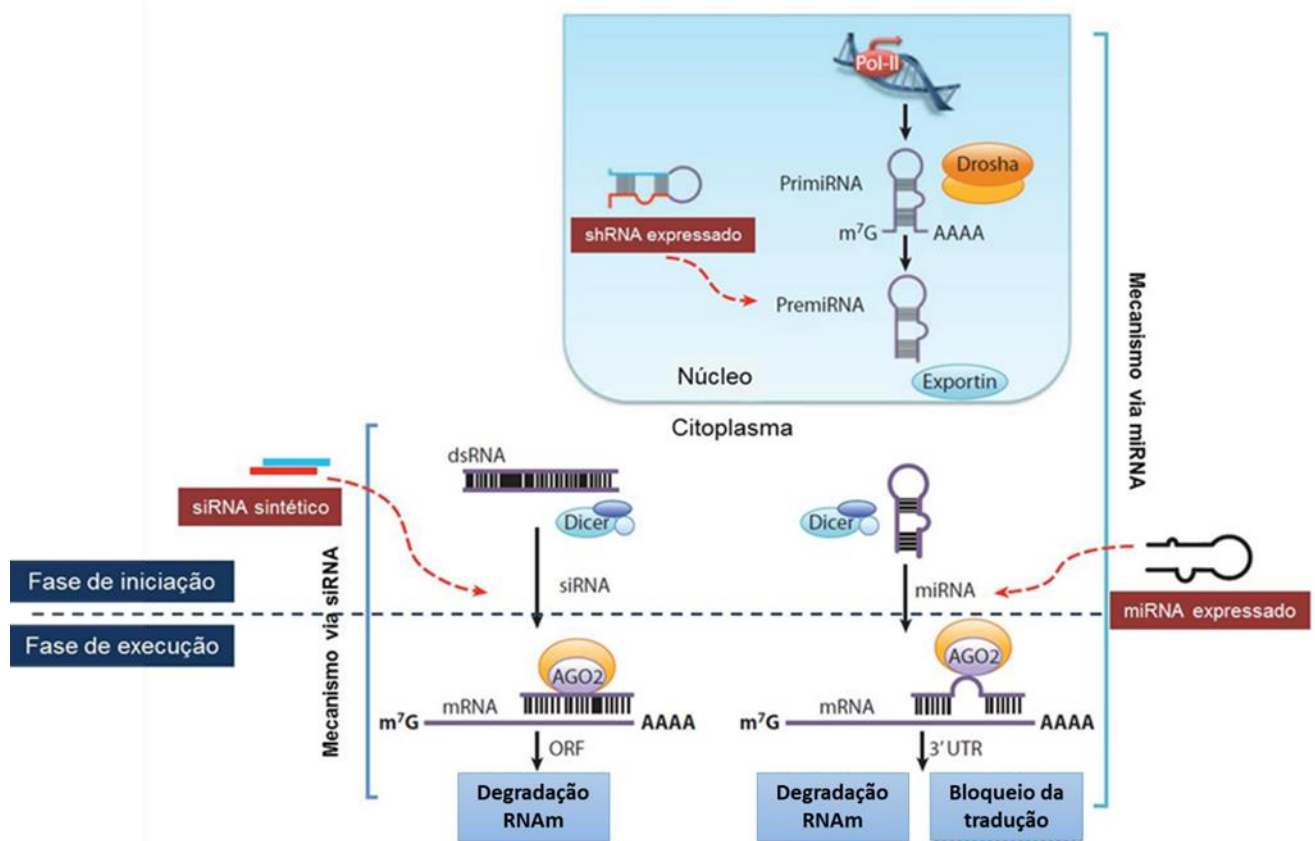 Pol-II
Drosha
PrimiRNA
m⁷G
AAAA
shRNA expressado
PremiRNA
Exportin
Núcleo
Citoplasma
Mecanismo via miRNA
dsRNA
siRNA sintético
Dicer
Dicer
Mecanismo via siRNA
Fase de iniciação
siRNA
miRNA
miRNA expressado
Fase de execução
AGO2
AGO2
mRNA
m⁷G
AAAA
mRNA
m⁷G
AAAA
ORF
3'UTR
Degradação
RNAm
Degradação
RNAm
Bloqueio da
tradução